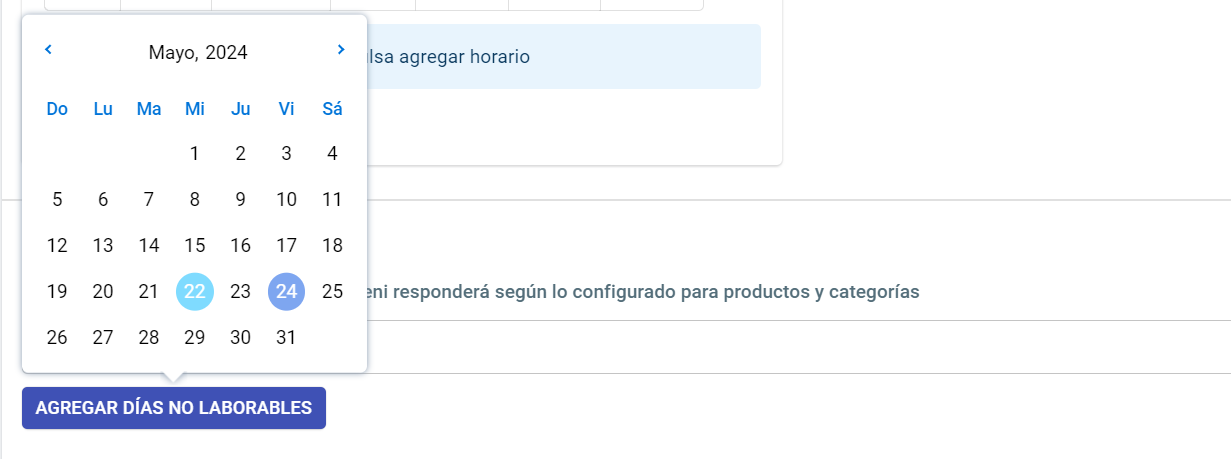 Mayo, 2024
Do Lu Ma Mi Ju Vi Sá
1 2 3 4
5 6 7 8 9 10 11
12 13 14 15 16 17 18
19 20 21 22 23 24 25
26 27 28 29 30 31
agregar horario
responderá según lo configurado para productos y categorías
AGREGAR DÍAS NO LABORABLES